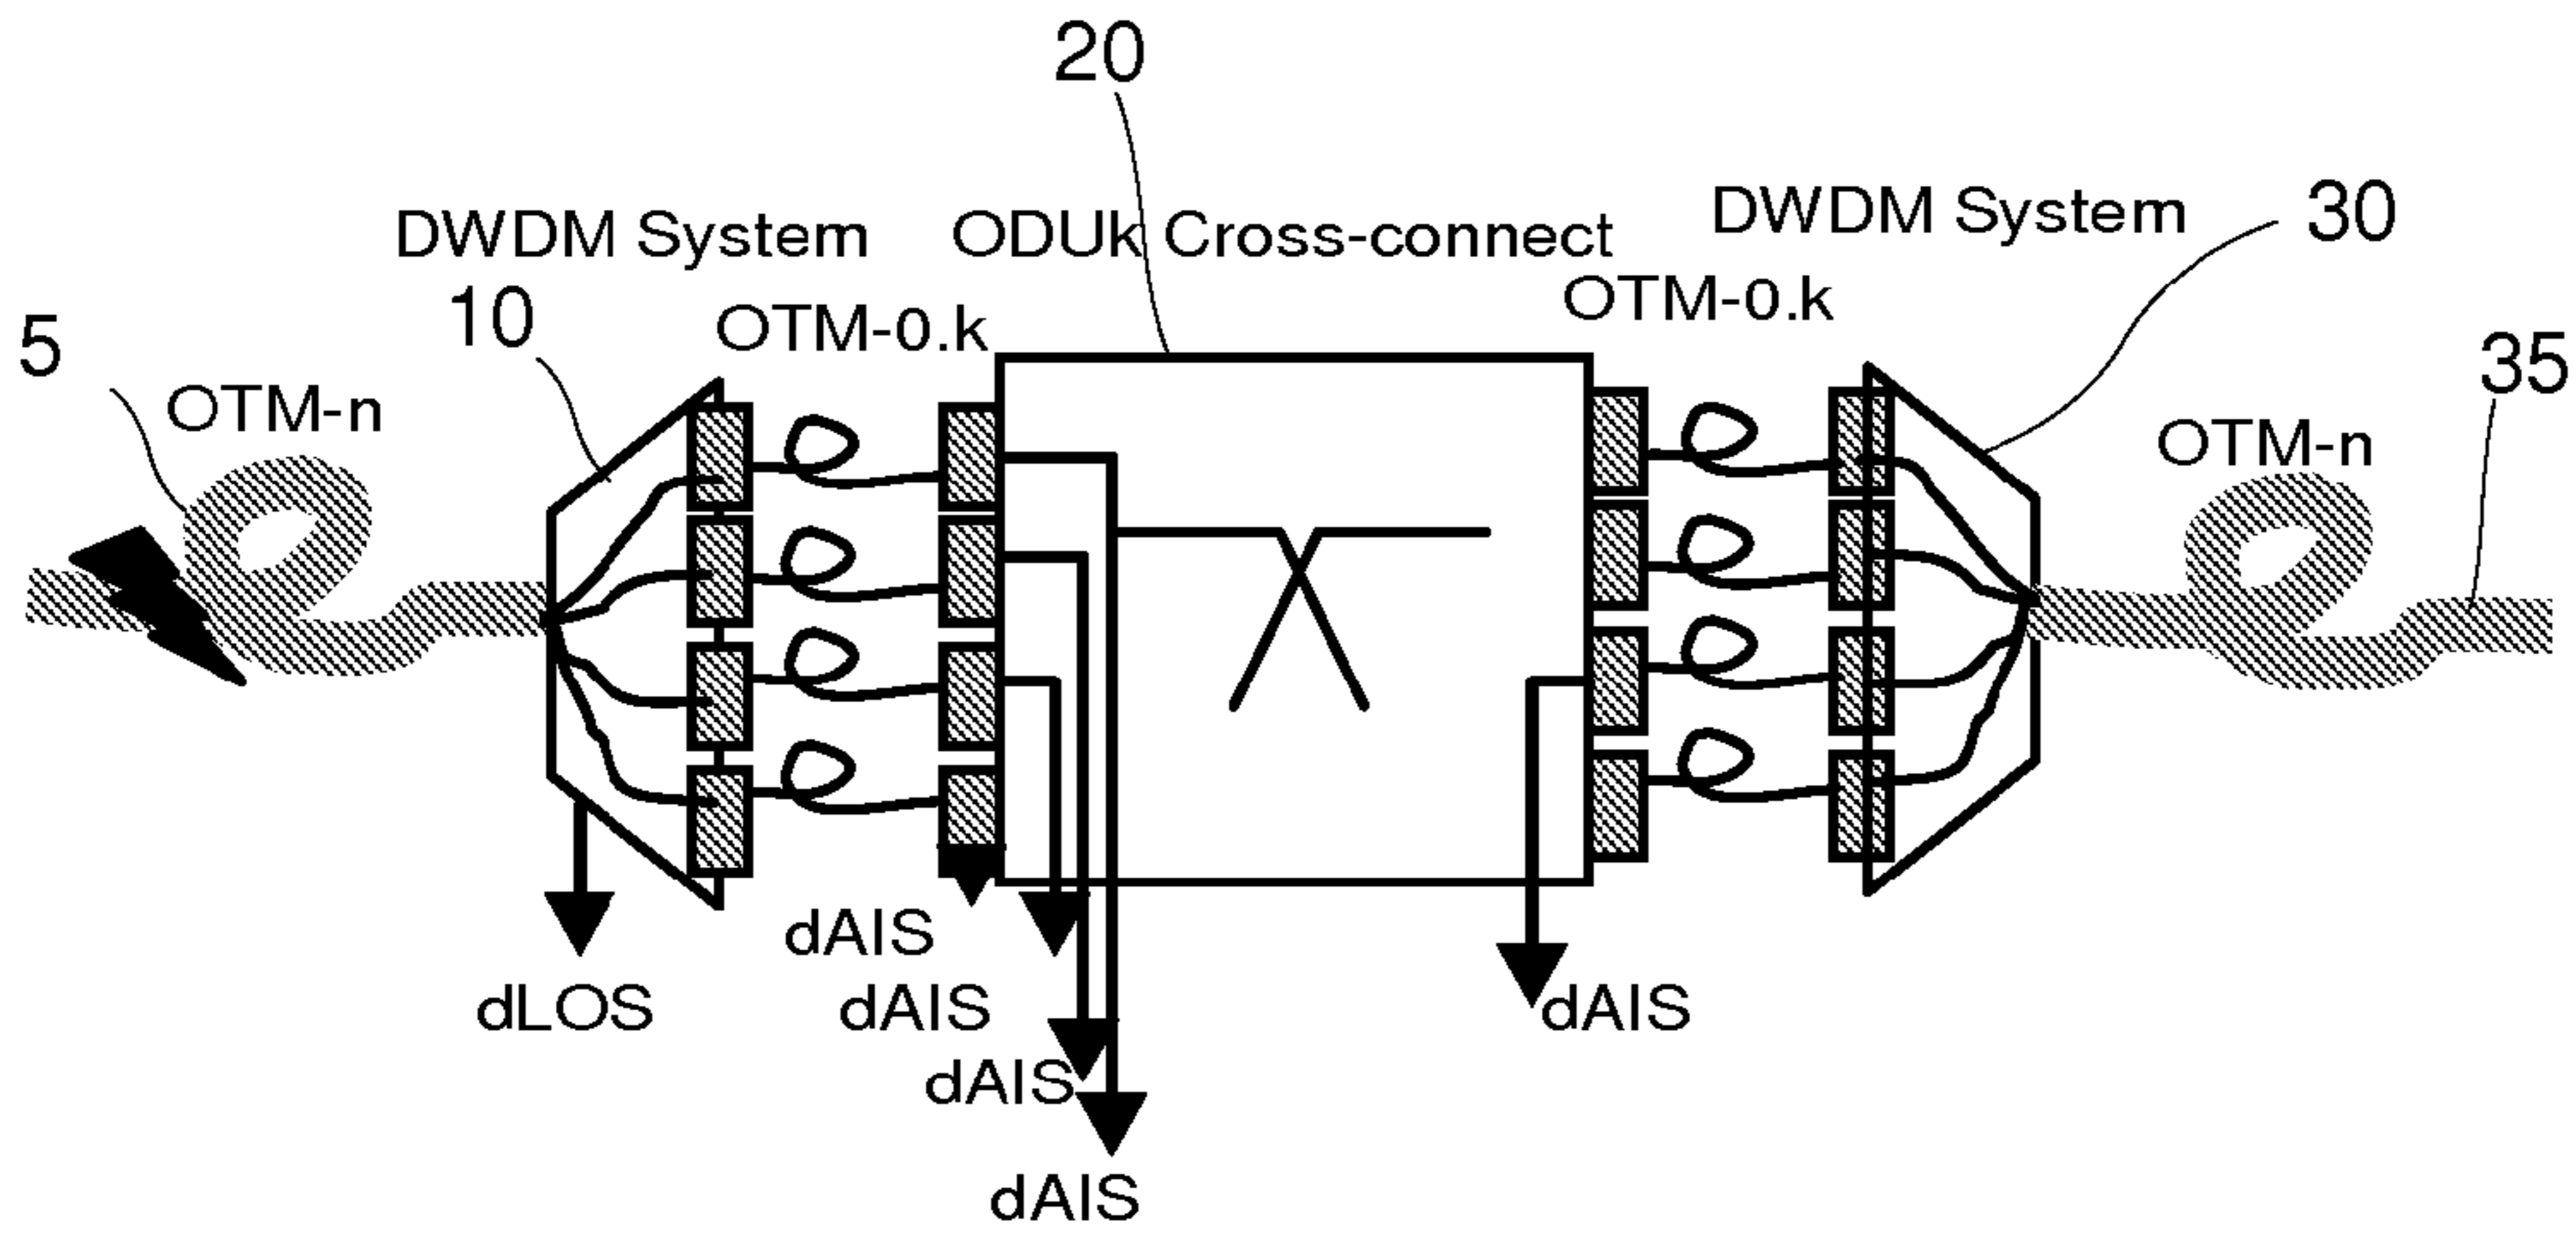 20
DWDM System
ODUk Cross-connect
DWDM System
30
10
OTM-0.k
OTM-0.k
5
OTM-n
35
OTM-n
dAIS
dLOS
dAIS
dAIS
dAIS
dAIS